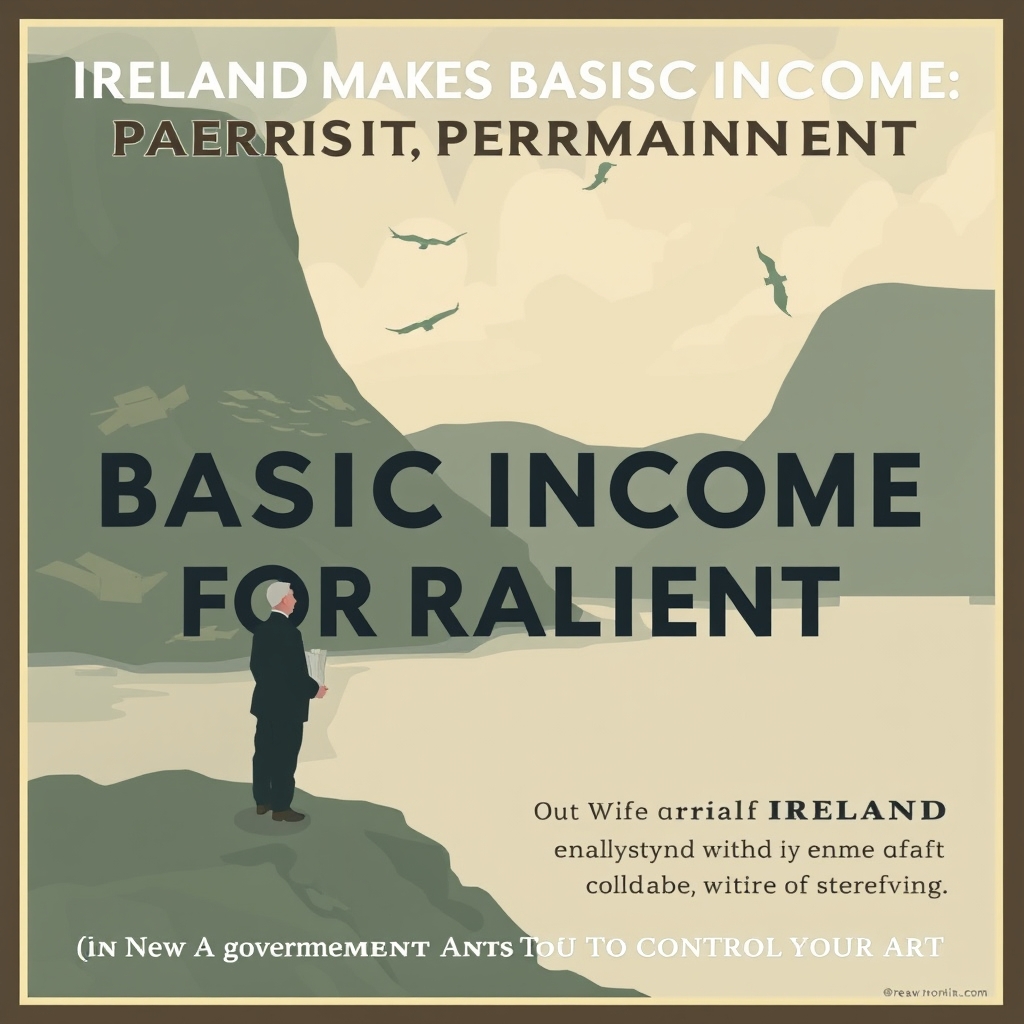 IRELAND MAKES BASISC INCOME:
PAERRISIT, PERRMAINNENT
BASIC INCOME
FOR RALIENT
Out Wife arrialf IRELAND
enallystynd withd iy enme afaft
colldabe, witire of sterefving.
(in New A govermement Ants ToU To CONTROL YOUR ART